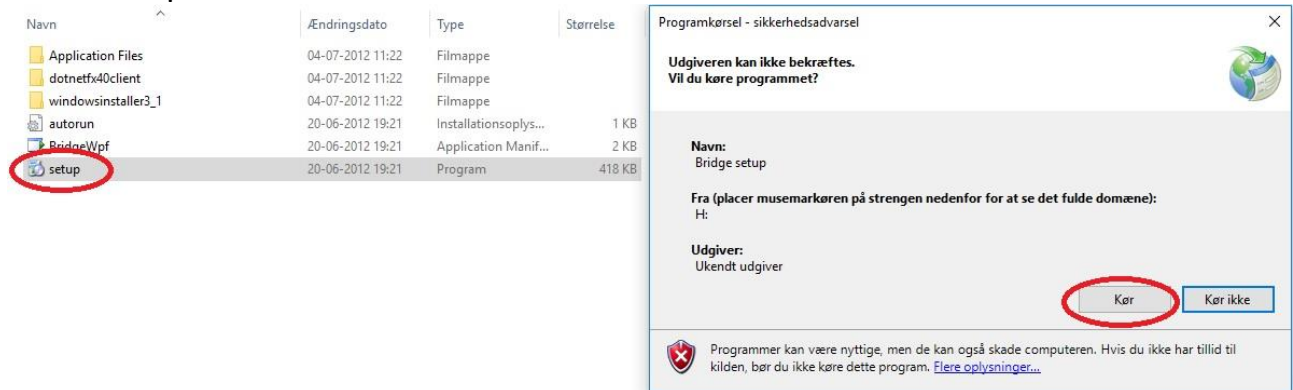 Navn Ændringsdato Type Størrelse
Application Files 04-07-2012 11:22 Filmappe
dotnetfx40client 04-07-2012 11:22 Filmappe
windowsinstaller3_1 04-07-2012 11:22 Filmappe
autorun 20-06-2012 19:21 Installationsoplys... 1 KB
BridgeWpf 20-06-2012 19:21 Application Manif... 2 KB
setup 20-06-2012 19:21 Program 418 KB
Programkørsel - sikkerhedsadvarsel
Udgiveren kan ikke bekræftes.
Vil du køre programmet?
Navn:
Bridge setup
Fra (placer musemarkøren på strengen nedenfor for at se det fulde domæne):
H:
Udgiver:
Ukendt udgiver
Kør Kør ikke
Programmer kan være nyttige, men de kan også skade computeren. Hvis du ikke har tillid til
kilden, bør du ikke køre dette program. Flere oplysninger...